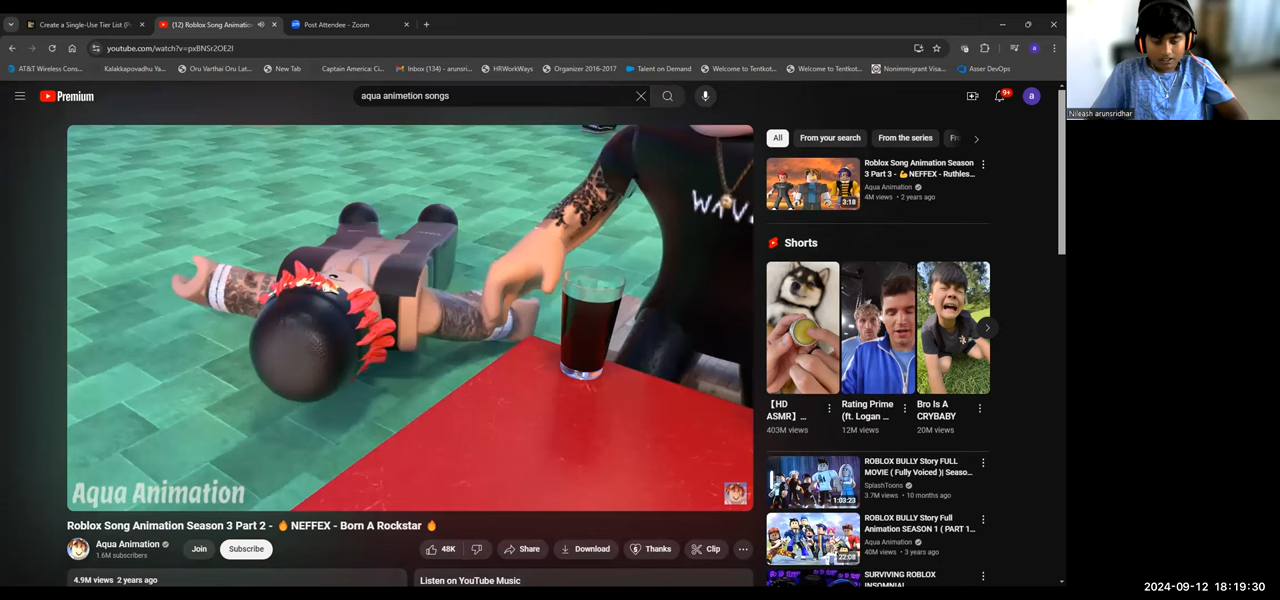 Create a Single-Use Tier List (P
(12) Roblox Song Animation
Post Attendee - Zoom
youtube.com/watch?v=pxBNSr2OE2I
AT&T Wireless Cons...
Kalakkapovadhu Ya...
Oru Varthai Oru Lat...
New Tab
Captain America: Ci...
Inbox (134) - arunsri...
HRWorkWays
Organizer 2016-2017
Talent on Demand
Welcome to Tentkot...
Welcome to Tentkot...
Nonimmigrant Visa...
Asser DevOps
Nileash arunsridhar
Premium
aqua animetion songs
9+
a
All
From your search
From the series
Fr
WAV
Aqua Animation
Roblox Song Animation Season
3 Part 3 - 💪NEFFEX - Ruthles...
Aqua Animation
4M views • 2 years ago
3:18
Shorts
【HD
ASMR】...
403M views
Rating Prime
(ft. Logan ...
12M views
Bro Is A
CRYBABY
20M views
ROBLOX BULLY Story FULL
MOVIE ( Fully Voiced )| Seaso...
SplashToons
3.7M views • 10 months ago
1:03:23
ROBLOX BULLY Story Full
Animation SEASON 1 ( PART 1...
Aqua Animation
40M views • 3 years ago
22:08
SURVIVING ROBLOX
INSOMNIA!
Roblox Song Animation Season 3 Part 2 - 🔥 NEFFEX - Born A Rockstar 🔥
Aqua Animation
1.6M subscribers
Join
Subscribe
48K
Share
Download
Thanks
Clip
4.9M views 2 years ago
Listen on YouTube Music
2024-09-12 18:19:30